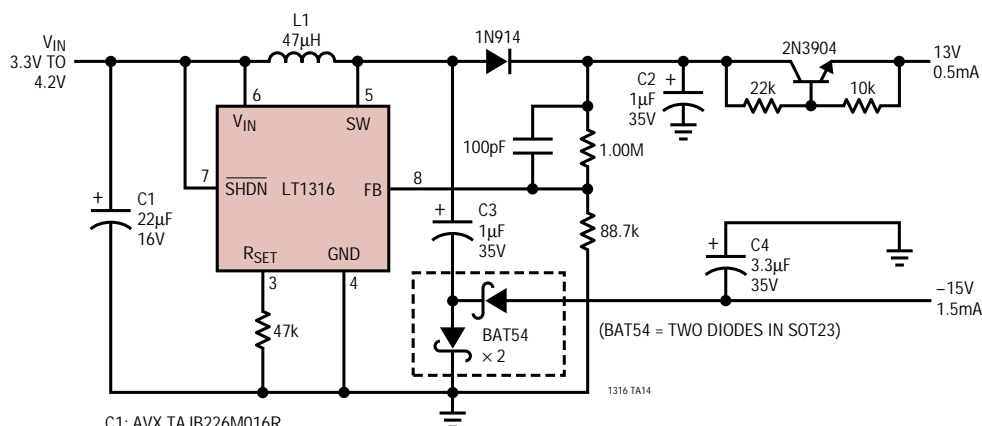 L1
47µH
1N914
2N3904
VIN
3.3V TO
4.2V
13V
0.5mA
6
5
VIN
SW
C2
1µF
35V
+
22k
10k
100pF
1.00M
7
SHDN
LT1316
FB
8
+
C1
22µF
16V
+
C3
1µF
35V
88.7k
RSET
GND
3
4
+
C4
3.3µF
35V
–15V
1.5mA
47k
BAT54
× 2
(BAT54 = TWO DIODES IN SOT23)
1316 TA14
C1: AVX TAJB226M016R